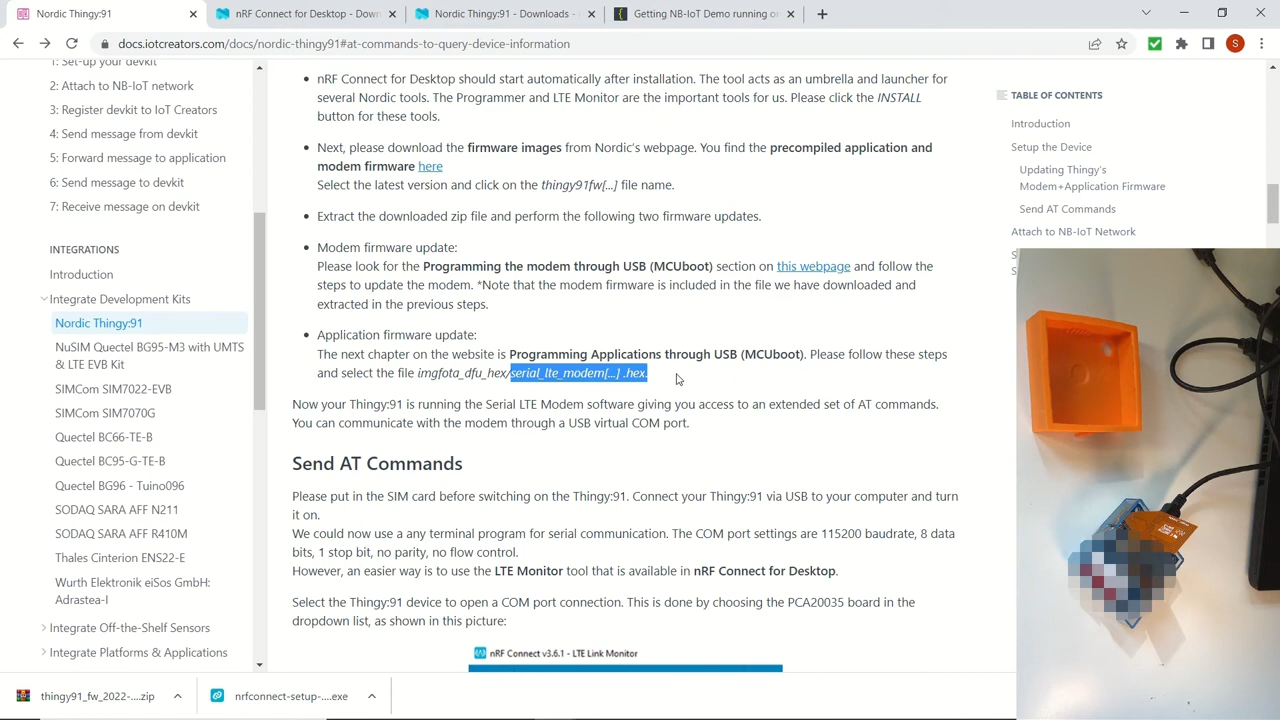 Nordic Thingy:91
nRF Connect for Desktop - Down
Nordic Thingy:91 - Downloads -
Getting NB-IoT Demo running o
docs.iotcreators.com/docs/nordic-thingy91#at-commands-to-query-device-information
S
1: Set-up your devkit
2: Attach to NB-IoT network
3: Register devkit to IoT Creators
4: Send message from devkit
5: Forward message to application
6: Send message to devkit
7: Receive message on devkit
INTEGRATIONS
Introduction
Integrate Development Kits
Nordic Thingy:91
NuSIM Quectel BG95-M3 with UMTS
& LTE EVB Kit
SIMCom SIM7022-EVB
SIMCom SIM7070G
Quectel BC66-TE-B
Quectel BC95-G-TE-B
Quectel BG96 - Tuino096
SODAQ SARA AFF N211
SODAQ SARA AFF R410M
Thales Cinterion ENS22-E
Wurth Elektronik eiSos GmbH:
Adrastea-I
Integrate Off-the-Shelf Sensors
Integrate Platforms & Applications
nRF Connect for Desktop should start automatically after installation. The tool acts as an umbrella and launcher for
several Nordic tools. The Programmer and LTE Monitor are the important tools for us. Please click the INSTALL
button for these tools.
Next, please download the firmware images from Nordic's webpage. You find the precompiled application and
modem firmware here
Select the latest version and click on the thingy91fw[...] file name.
Extract the downloaded zip file and perform the following two firmware updates.
Modem firmware update:
Please look for the Programming the modem through USB (MCUboot) section on this webpage and follow the
steps to update the modem. *Note that the modem firmware is included in the file we have downloaded and
extracted in the previous steps.
Application firmware update:
The next chapter on the website is Programming Applications through USB (MCUboot). Please follow these steps
and select the file imgfota_dfu_hex/serial_lte_modem[...] .hex.
Now your Thingy:91 is running the Serial LTE Modem software giving you access to an extended set of AT commands.
You can communicate with the modem through a USB virtual COM port.
Send AT Commands
Please put in the SIM card before switching on the Thingy:91. Connect your Thingy:91 via USB to your computer and turn
it on.
We could now use a any terminal program for serial communication. The COM port settings are 115200 baudrate, 8 data
bits, 1 stop bit, no parity, no flow control.
However, an easier way is to use the LTE Monitor tool that is available in nRF Connect for Desktop.
Select the Thingy:91 device to open a COM port connection. This is done by choosing the PCA20035 board in the
dropdown list, as shown in this picture:
nRF Connect v3.6.1 - LTE Link Monitor
TABLE OF CONTENTS
Introduction
Setup the Device
Updating Thingy's
Modem+Application Firmware
Send AT Commands
Attach to NB-IoT Network
thingy91_fw_2022-....zip
nrfconnect-setup-....exe